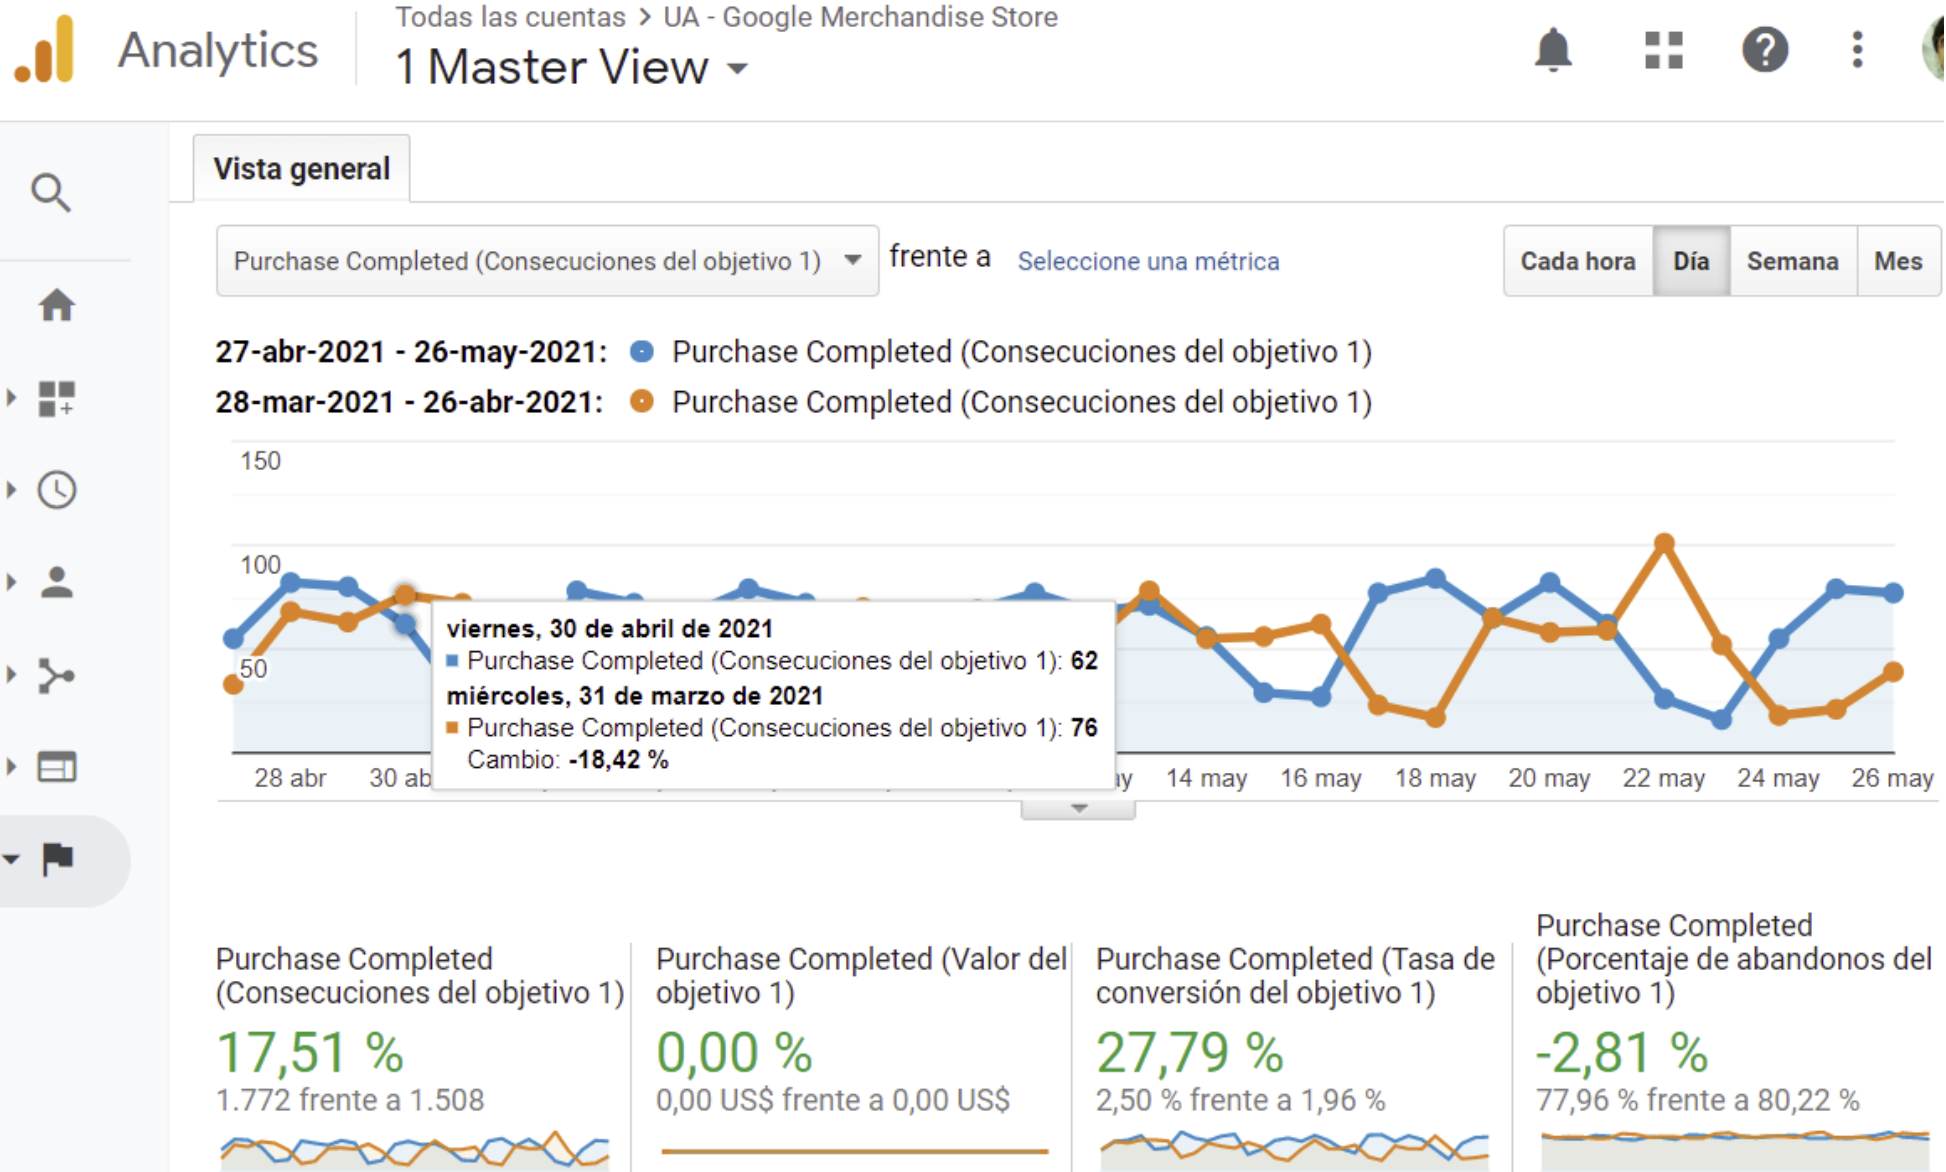 Analytics
Todas las cuentas > UA - Google Merchandise Store
1 Master View
Vista general
Purchase Completed (Consecuciones del objetivo 1) frente a Seleccione una métrica
Cada hora Día Semana Mes
27-abr-2021 - 26-may-2021: Purchase Completed (Consecuciones del objetivo 1)
28-mar-2021 - 26-abr-2021: Purchase Completed (Consecuciones del objetivo 1)
150
100
50
viernes, 30 de abril de 2021
Purchase Completed (Consecuciones del objetivo 1): 62
miércoles, 31 de marzo de 2021
Purchase Completed (Consecuciones del objetivo 1): 76
Cambio: -18,42 %
28 abr 30 ab 14 may 16 may 18 may 20 may 22 may 24 may 26 may
Purchase Completed
(Consecuciones del objetivo 1)
17,51 %
1.772 frente a 1.508
Purchase Completed (Valor del
objetivo 1)
0,00 %
0,00 US$ frente a 0,00 US$
Purchase Completed (Tasa de
conversión del objetivo 1)
27,79 %
2,50 % frente a 1,96 %
Purchase Completed
(Porcentaje de abandonos del
objetivo 1)
-2,81 %
77,96 % frente a 80,22 %